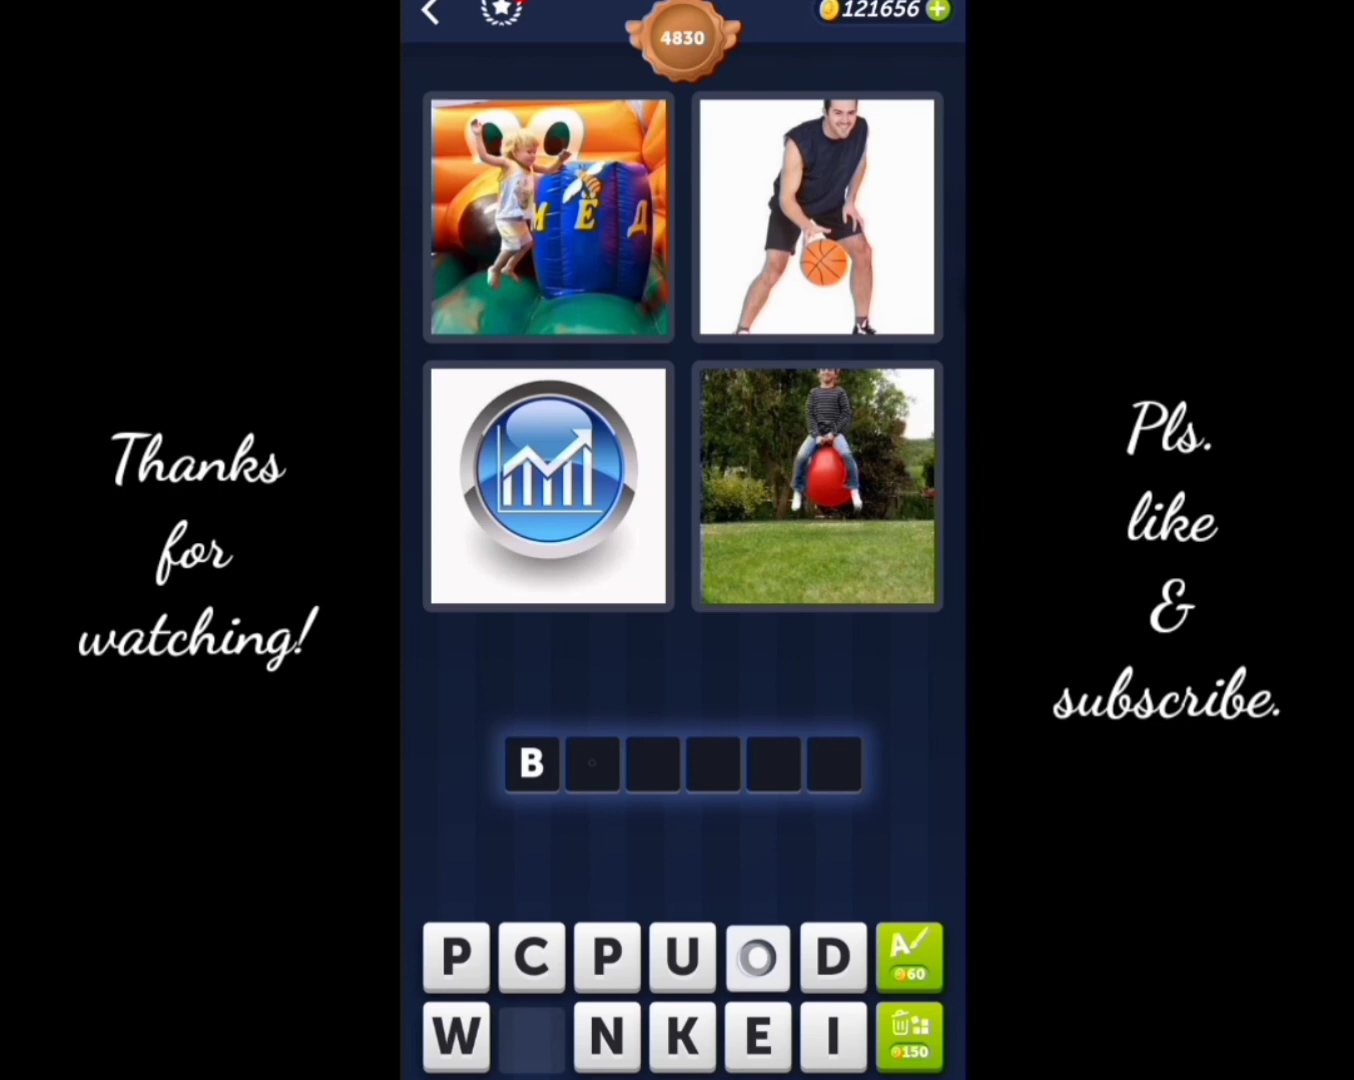 121656
4830
М Ё Д
Thanks
for
watching!
Pls.
like
&
subscribe.
B
P C P U O D A
60
W N K E I
150